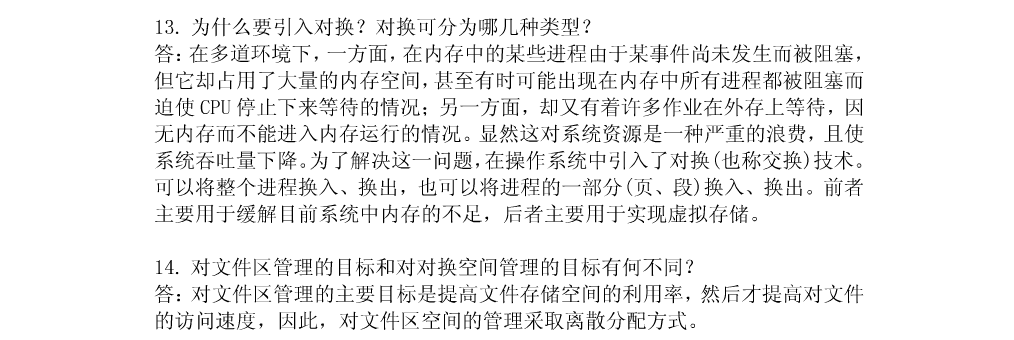 13. 为什么要引入对换？对换可分为哪几种类型？
答：在多道环境下，一方面，在内存中的某些进程由于某事件尚未发生而被阻塞，
但它却占用了大量的内存空间，甚至有时可能出现在内存中所有进程都被阻塞而
迫使 CPU 停止下来等待的情况；另一方面，却又有着许多作业在外存上等待，因
无内存而不能进入内存运行的情况。显然这对系统资源是一种严重的浪费，且使
系统吞吐量下降。为了解决这一问题，在操作系统中引入了对换(也称交换)技术。
可以将整个进程换入、换出，也可以将进程的一部分(页、段)换入、换出。前者
主要用于缓解目前系统中内存的不足，后者主要用于实现虚拟存储。
14. 对文件区管理的目标和对对换空间管理的目标有何不同？
答：对文件区管理的主要目标是提高文件存储空间的利用率，然后才提高对文件
的访问速度，因此，对文件区空间的管理采取离散分配方式。